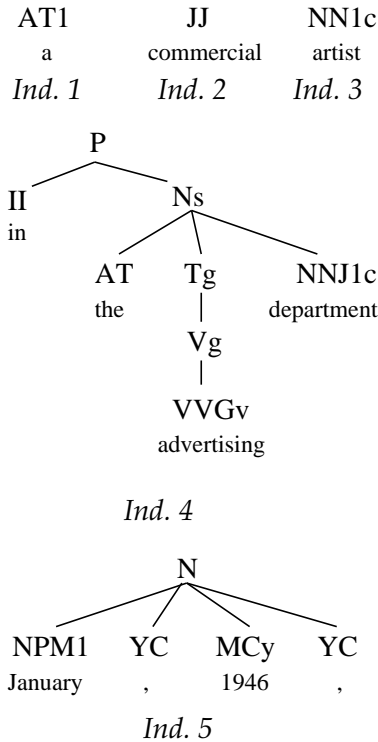 AT1 JJ NN1c
a commercial artist
Ind. 1 Ind. 2 Ind. 3
P
II Ns
in
AT Tg NNJ1c
the department
Vg
VVGv
advertising
Ind. 4
N
NPM1 YC MCy YC
January , 1946 ,
Ind. 5